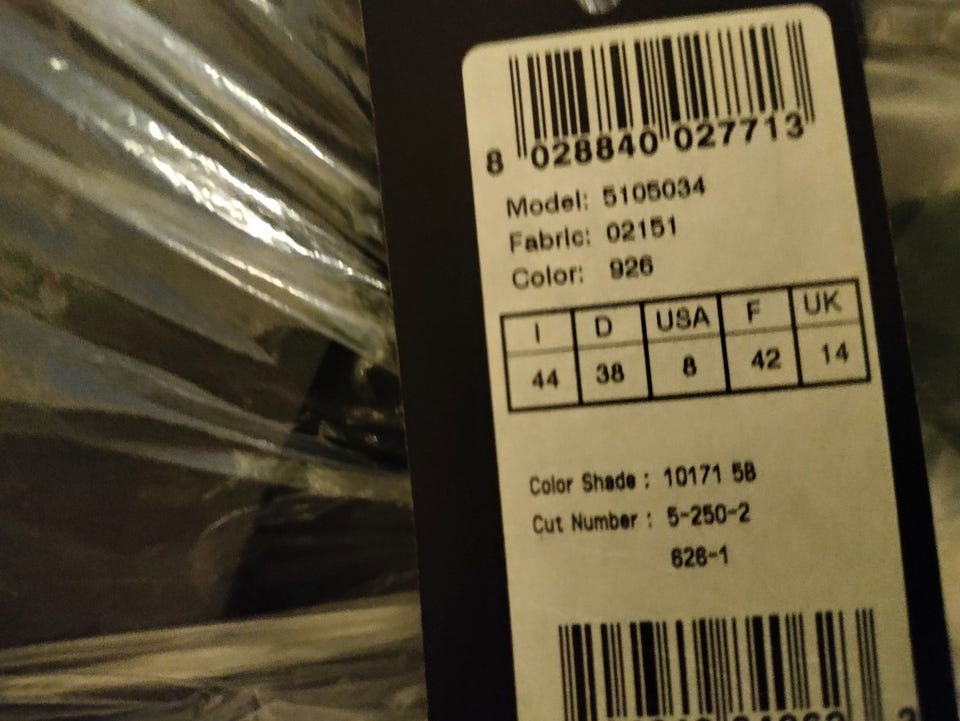 8 028840 027713
Model: 5105034
Fabric: 02151
Color: 926
I D USA F UK
44 38 8 42 14
Color Shade : 10171 58
Cut Number : 5-250-2
626-1